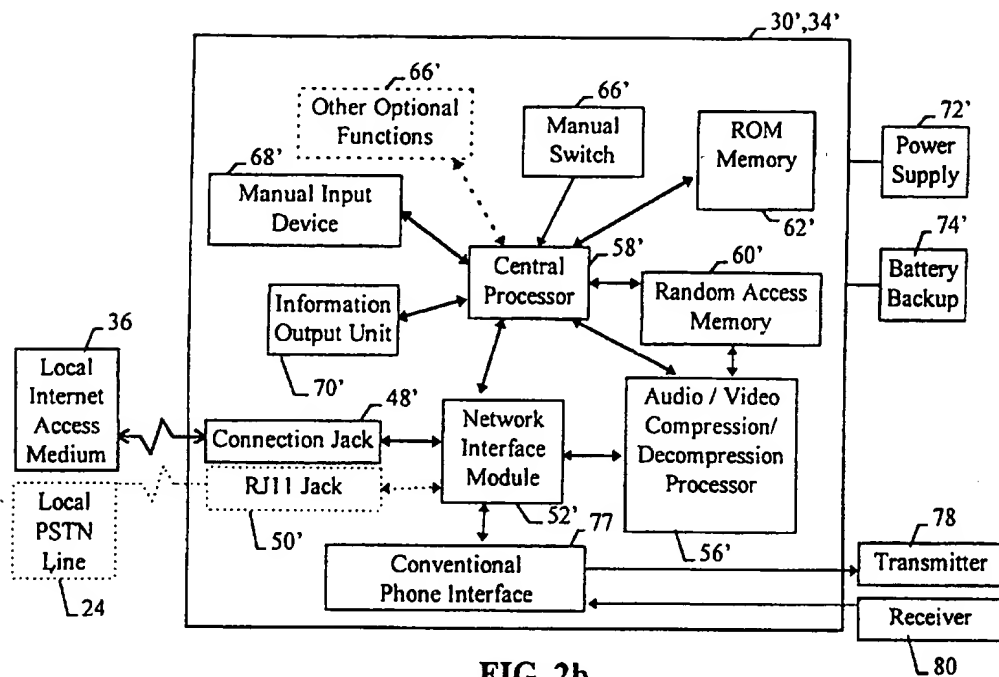 30',34'
66'
Other Optional
Functions
66'
Manual
Switch
ROM
Memory
62'
72'
Power
Supply
68'
Manual Input
Device
58'
Central
Processor
60'
Random Access
Memory
74'
Battery
Backup
Information
Output Unit
70'
36
Local
Internet
Access
Medium
48'
Connection Jack
RJ11 Jack
50'
Network
Interface
Module
52'
Audio / Video
Compression/
Decompression
Processor
56'
Local
PSTN
Line
24
77
Conventional
Phone Interface
78
Transmitter
Receiver
80
FIG. 2b